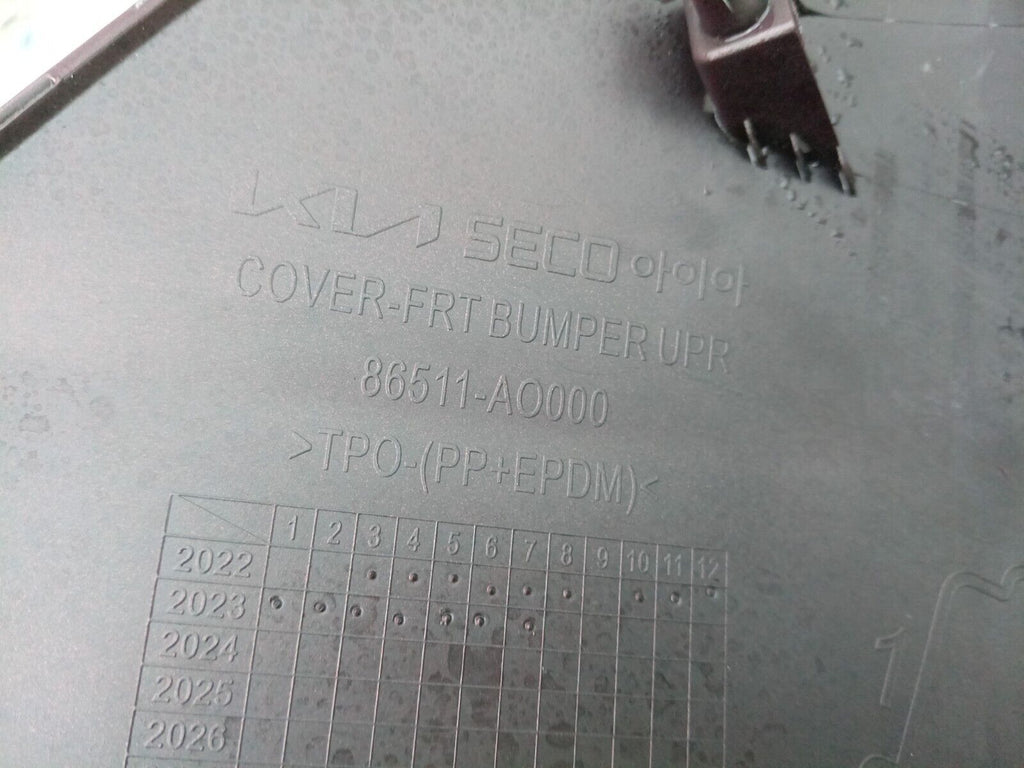 KIA SECO 아이아
COVER-FRT BUMPER UPR
86511-AO000
>TPO-(PP+EPDM)<
1 2 3 4 5 6 7 8 9 10 11 12
2022
2023
2024
2025
2026
1